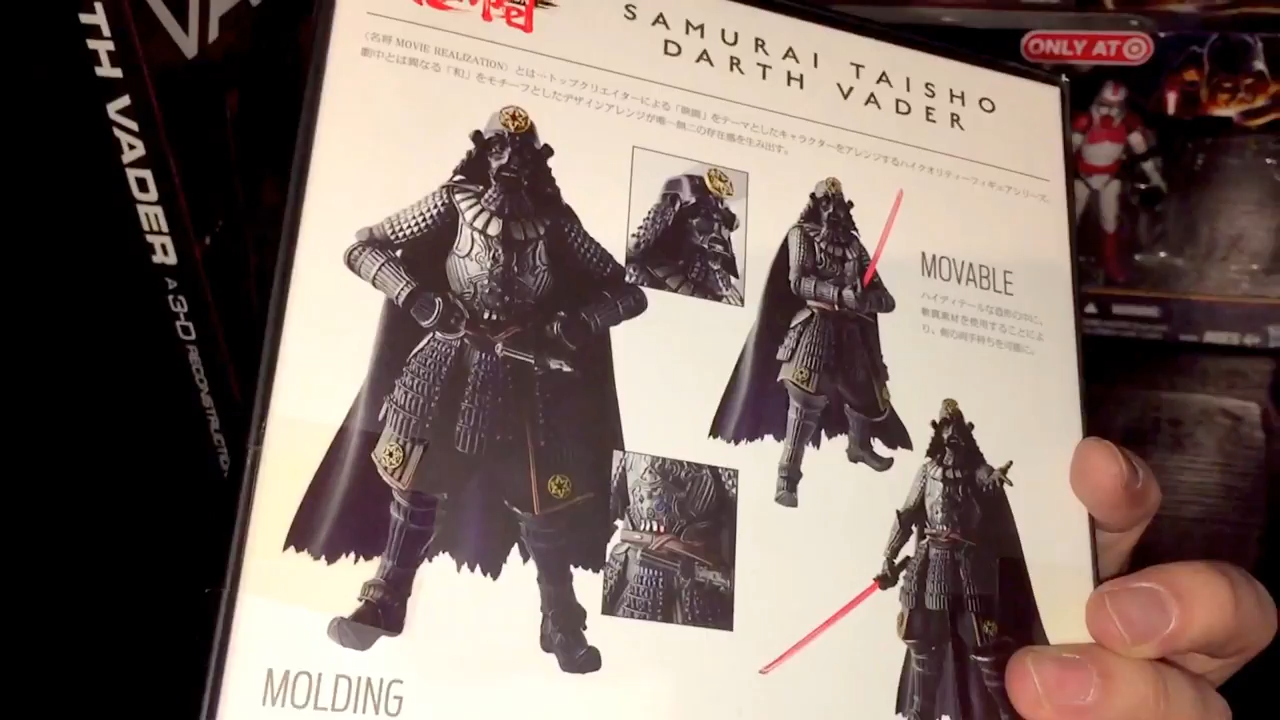 SAMURAI TAISHO
DARTH VADER
〈名将 MOVIE REALIZATION〉とは…トップクリエイターによる「映画」をテーマとしたキャラクターをアレンジするハイクオリティーフィギュアシリーズ。
劇中とは異なる「和」をモチーフとしたデザインアレンジが唯一無二の存在感を生み出す。
MOVABLE
ハイディテールな造形の中に、
軟質素材を使用することによ
り、剣の両手持ちを可能に。
MOLDING
TH VADER A 3-D RECONSTRUCTION
ONLY AT